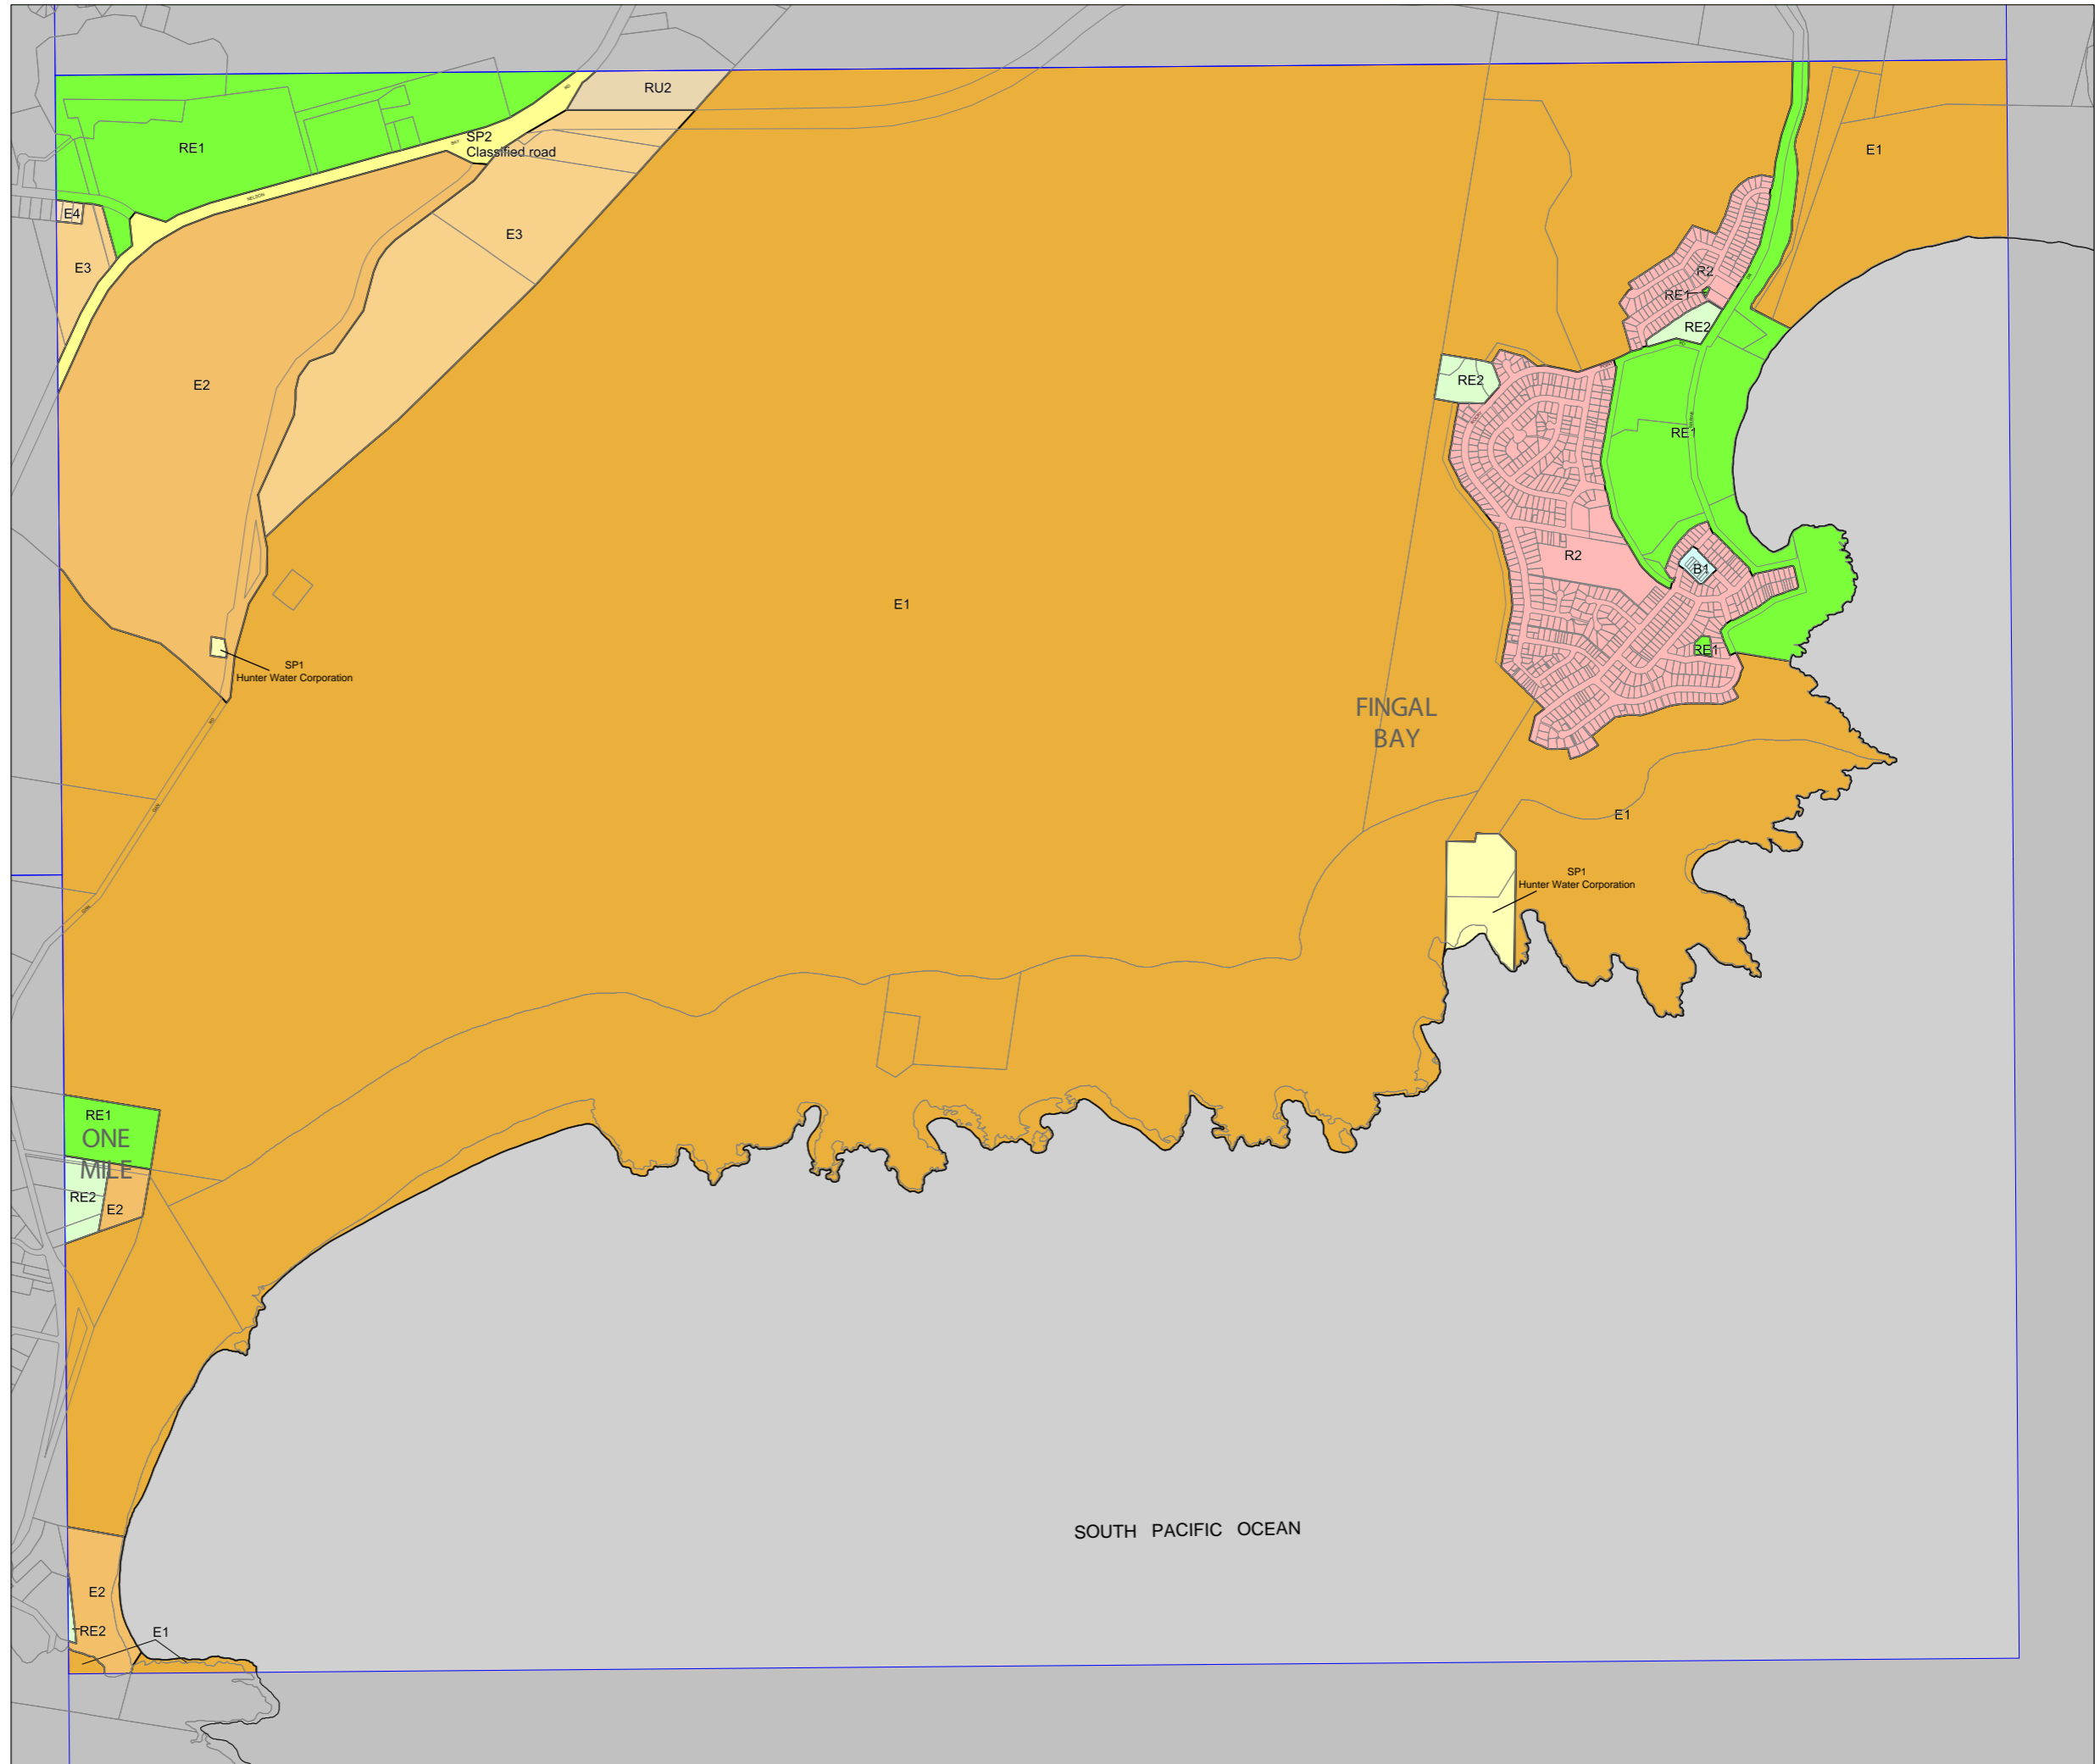 RU2
SP2
Classified road
RE1
E1
BAY
NELSON
E4
E3
E3
R2
RE1
RE2
E2
RE2
RE1
R2
B1
E1
RE1
SP1
Hunter Water Corporation
FINGAL
BAY
E1
SP1
Hunter Water Corporation
RE1
ONE
MILE
RE2
E2
SOUTH PACIFIC OCEAN
E2
RE2
E1